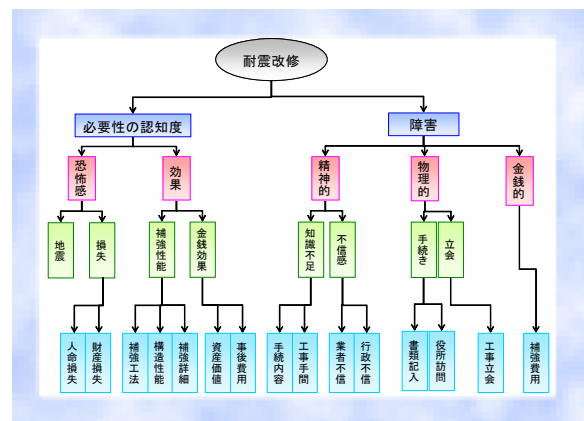 耐震改修
必要性の認知度
障害
恐怖感
効果
精神的
物理的
金銭的
地震
損失
補強性能
金銭効果
知識不足
不信感
手続き
立会
人命損失
財産損失
補強工法
構造性能
補強詳細
資産価値
事後費用
手続内容
工事手間
業者不信
行政不信
書類記入
役所訪問
工事立会
補強費用